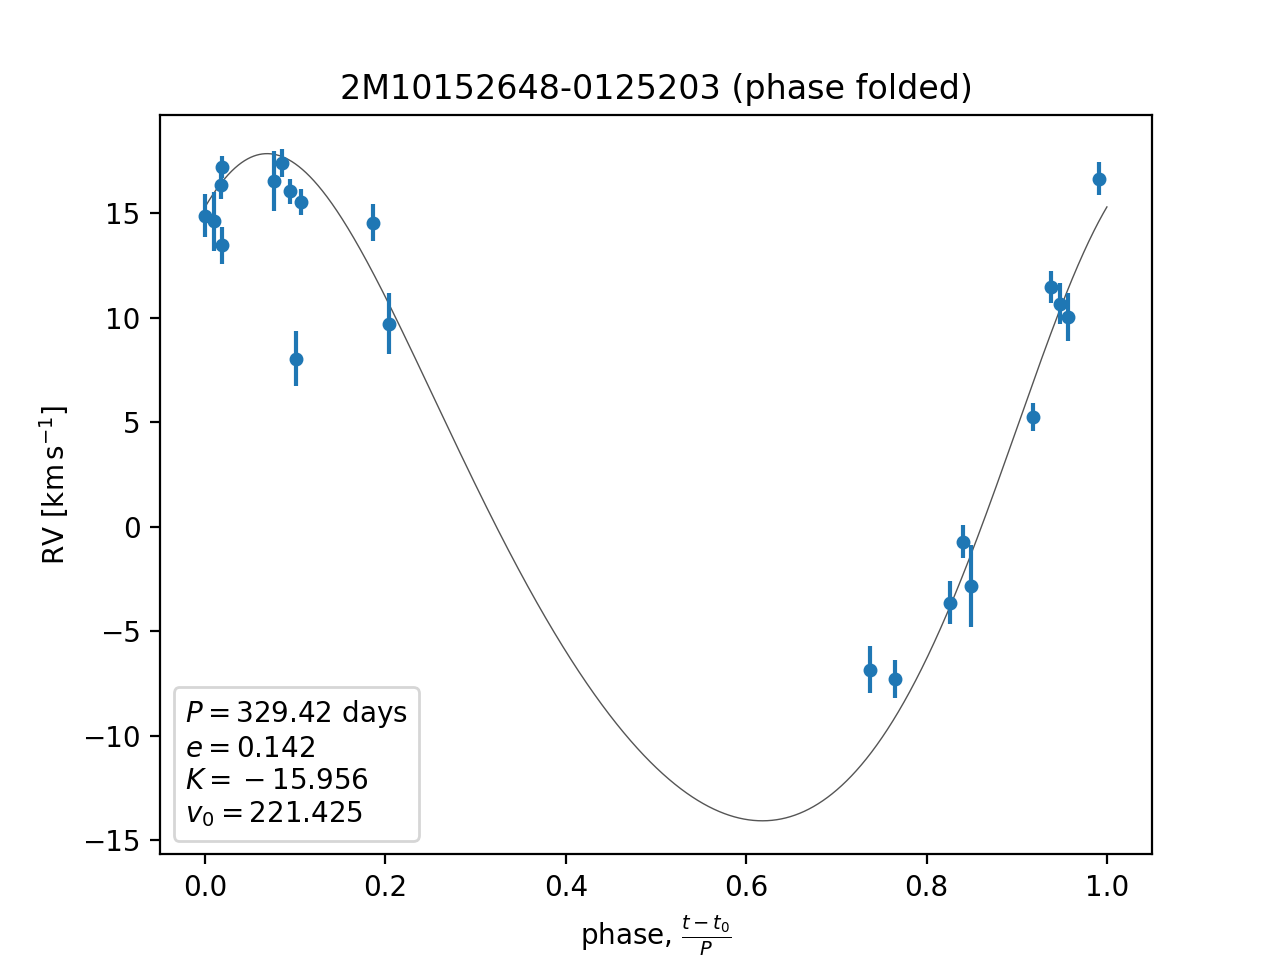 2M10152648-0125203 (phase folded)
RV [km s⁻¹]
15
10
5
0
−5
−10
−15
P = 329.42 days
e = 0.142
K = −15.956
v₀ = 221.425
0.0 0.2 0.4 0.6 0.8 1.0
phase, (t − t₀)/P